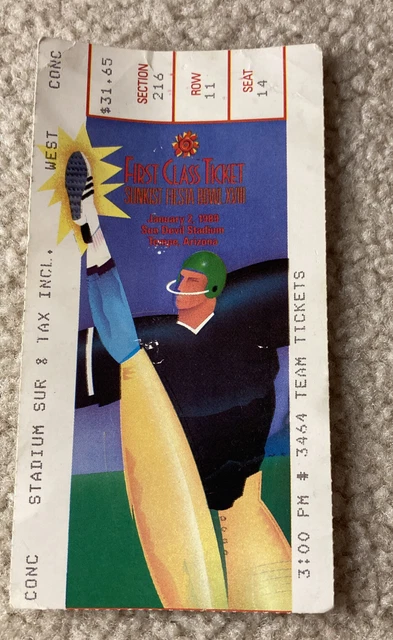 CONC
$31.65
SECTION
216
ROW
11
SEAT
14
FIRST CLASS TICKET
SUNKIST FIESTA BOWL XVIII
January 2, 1989
Sun Devil Stadium
Tempe, Arizona
CONC STADIUM SUR & TAX INCL. WEST
3:00 PM # 3464 TEAM TICKETS